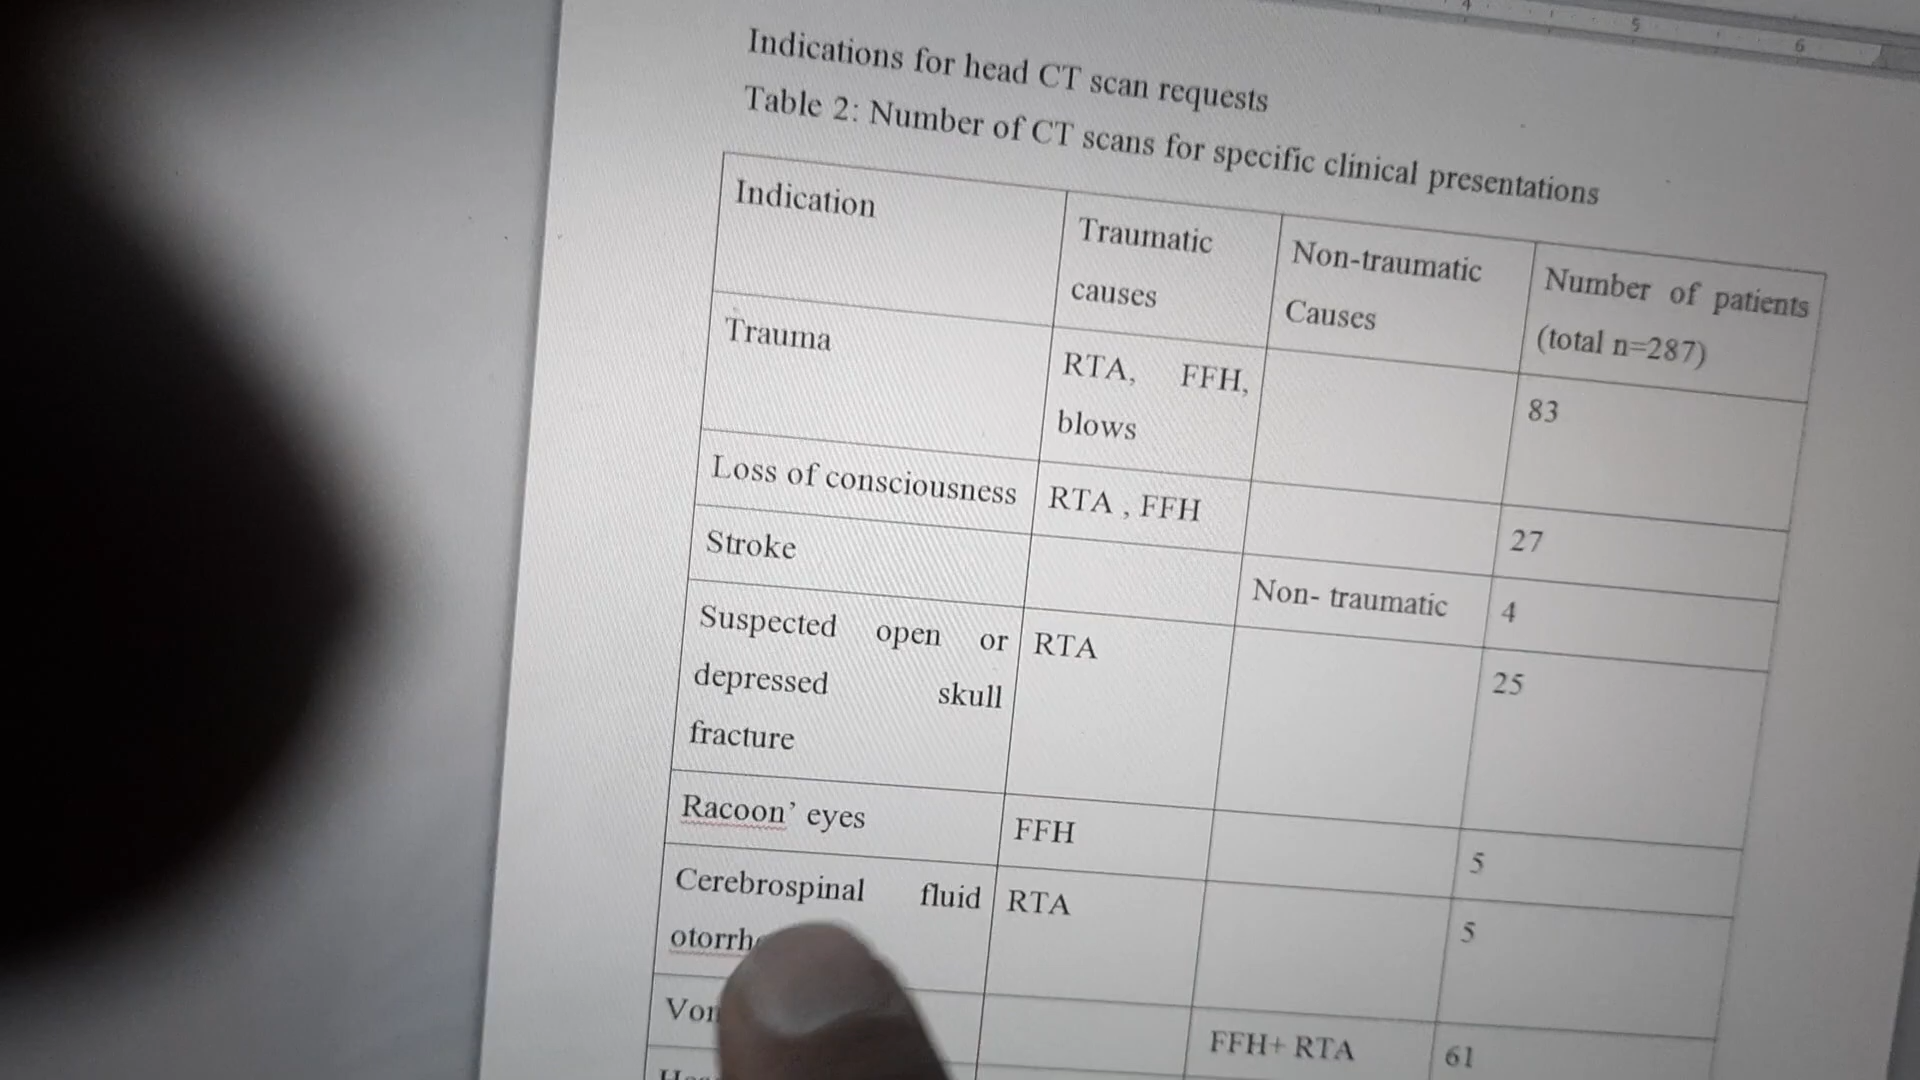 4 5 6
Indications for head CT scan requests
Table 2: Number of CT scans for specific clinical presentations
Indication
Traumatic
causes
Non-traumatic
Causes
Number of patients
(total n=287)
Trauma
RTA, FFH,
blows
83
Loss of consciousness
RTA , FFH
27
Stroke
Non- traumatic
4
Suspected open or
depressed skull
fracture
RTA
25
Racoon’ eyes
FFH
5
Cerebrospinal fluid
RTA
5
FFH+ RTA
61